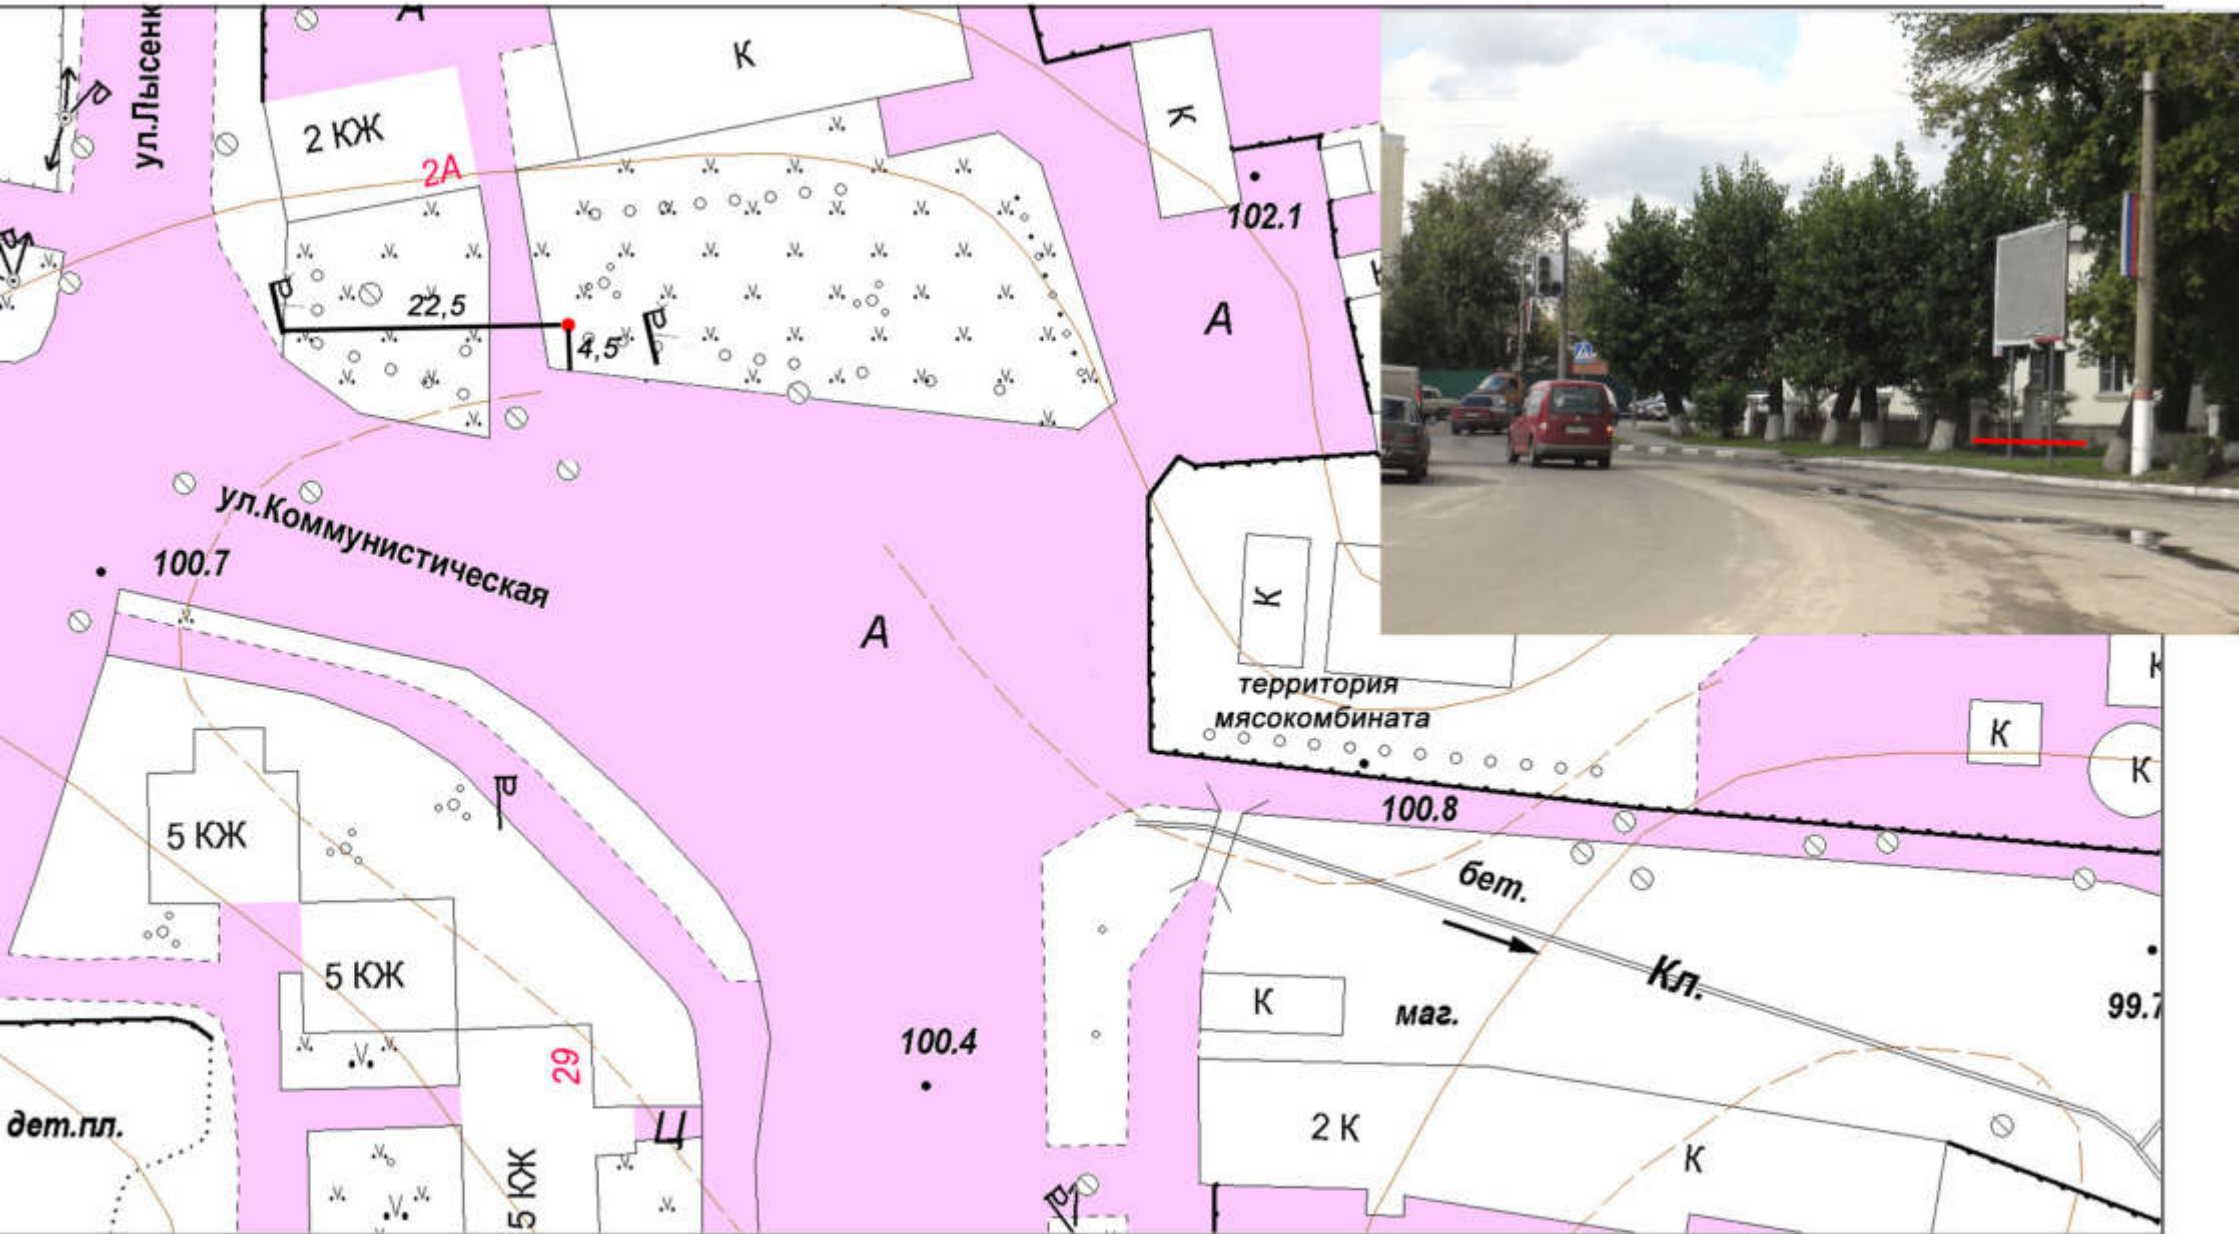 А
ул.Лысенк
К
2 КЖ
К
2А
102.1
К
22,5
4,5
А
ул.Коммунистическая
100.7
К
А
территория
мясокомбината
К
К
К
100.8
5 КЖ
бет.
5 КЖ
Кл.
К
маг.
99.7
100.4
29
дет.пл.
Ц
2 К
К
5 КЖ